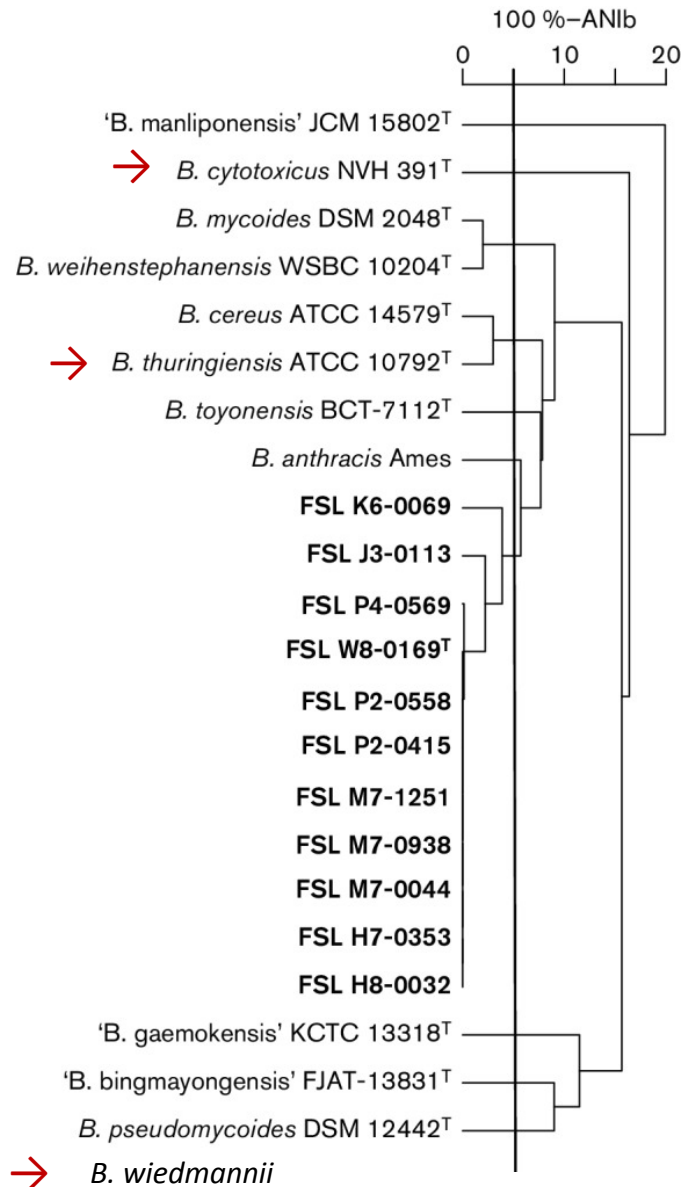 100 %−ANIb
0 10 20
'B. manliponensis' JCM 15802ᵀ
B. cytotoxicus NVH 391ᵀ
B. mycoides DSM 2048ᵀ
B. weihenstephanensis WSBC 10204ᵀ
B. cereus ATCC 14579ᵀ
B. thuringiensis ATCC 10792ᵀ
B. toyonensis BCT-7112ᵀ
B. anthracis Ames
FSL K6-0069
FSL J3-0113
FSL P4-0569
FSL W8-0169ᵀ
FSL P2-0558
FSL P2-0415
FSL M7-1251
FSL M7-0938
FSL M7-0044
FSL H7-0353
FSL H8-0032
'B. gaemokensis' KCTC 13318ᵀ
'B. bingmayongensis' FJAT-13831ᵀ
B. pseudomycoides DSM 12442ᵀ
B. wiedmannii